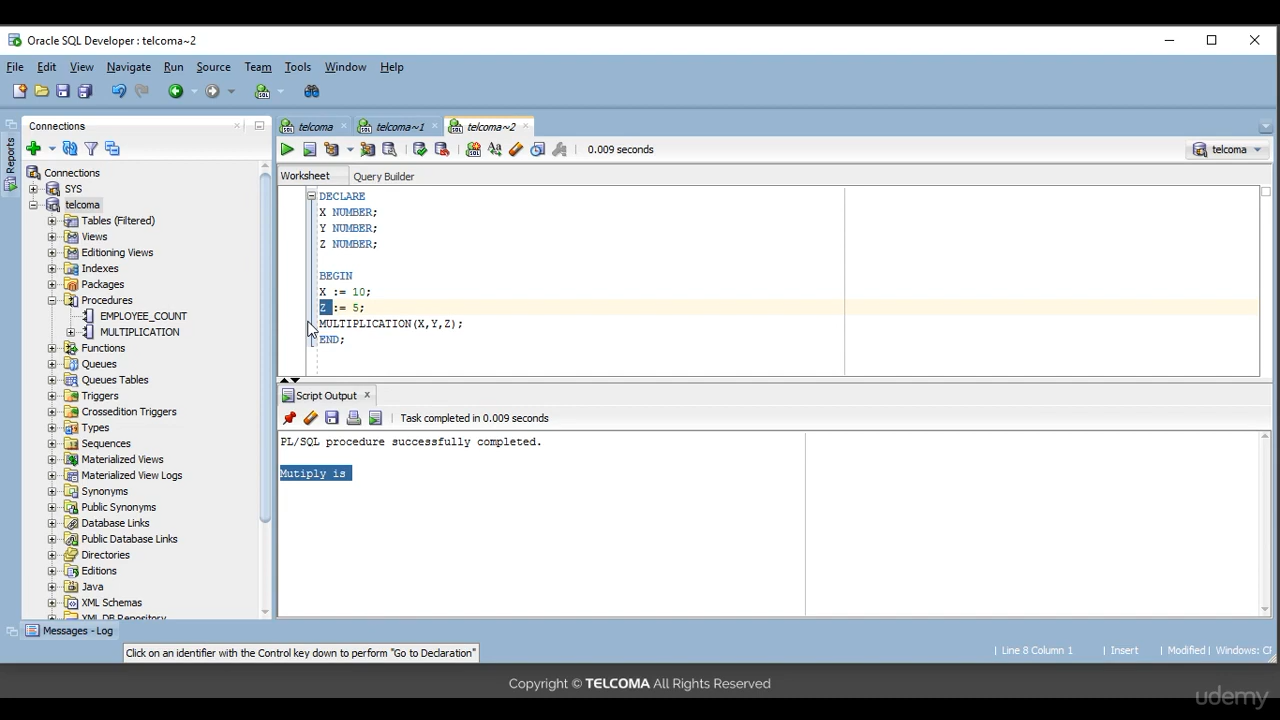 Oracle SQL Developer : telcoma~2
File Edit View Navigate Run Source Team Tools Window Help
Connections
telcoma telcoma~1 telcoma~2
0.009 seconds
telcoma
Reports
Worksheet Query Builder
Connections
SYS
telcoma
Tables (Filtered)
Views
Editioning Views
Indexes
Packages
Procedures
EMPLOYEE_COUNT
MULTIPLICATION
Functions
Queues
Queues Tables
Triggers
Crossedition Triggers
Types
Sequences
Materialized Views
Materialized View Logs
Synonyms
Public Synonyms
Database Links
Public Database Links
Directories
Editions
Java
XML Schemas
XML DB Repository
DECLARE
X NUMBER;
Y NUMBER;
Z NUMBER;
BEGIN
X := 10;
Z := 5;
MULTIPLICATION(X,Y,Z);
END;
Script Output
Task completed in 0.009 seconds
PL/SQL procedure successfully completed.
Mutiply is
Messages - Log
Click on an identifier with the Control key down to perform "Go to Declaration"
Line 8 Column 1 Insert Modified Windows: C
Copyright © TELCOMA All Rights Reserved
udemy